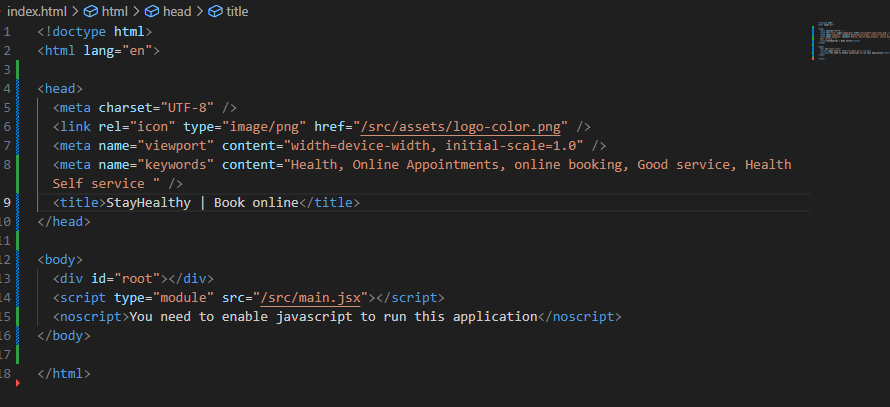 index.html > html > head > title
1 <!doctype html>
2 <html lang="en">
3
4 <head>
5 <meta charset="UTF-8" />
6 <link rel="icon" type="image/png" href="/src/assets/logo-color.png" />
7 <meta name="viewport" content="width=device-width, initial-scale=1.0" />
8 <meta name="keywords" content="Health, Online Appointments, online booking, Good service, Health
Self service " />
9 <title>StayHealthy | Book online</title>
10 </head>
11
12 <body>
13 <div id="root"></div>
14 <script type="module" src="/src/main.jsx"></script>
15 <noscript>You need to enable javascript to run this application</noscript>
16 </body>
17
18 </html>